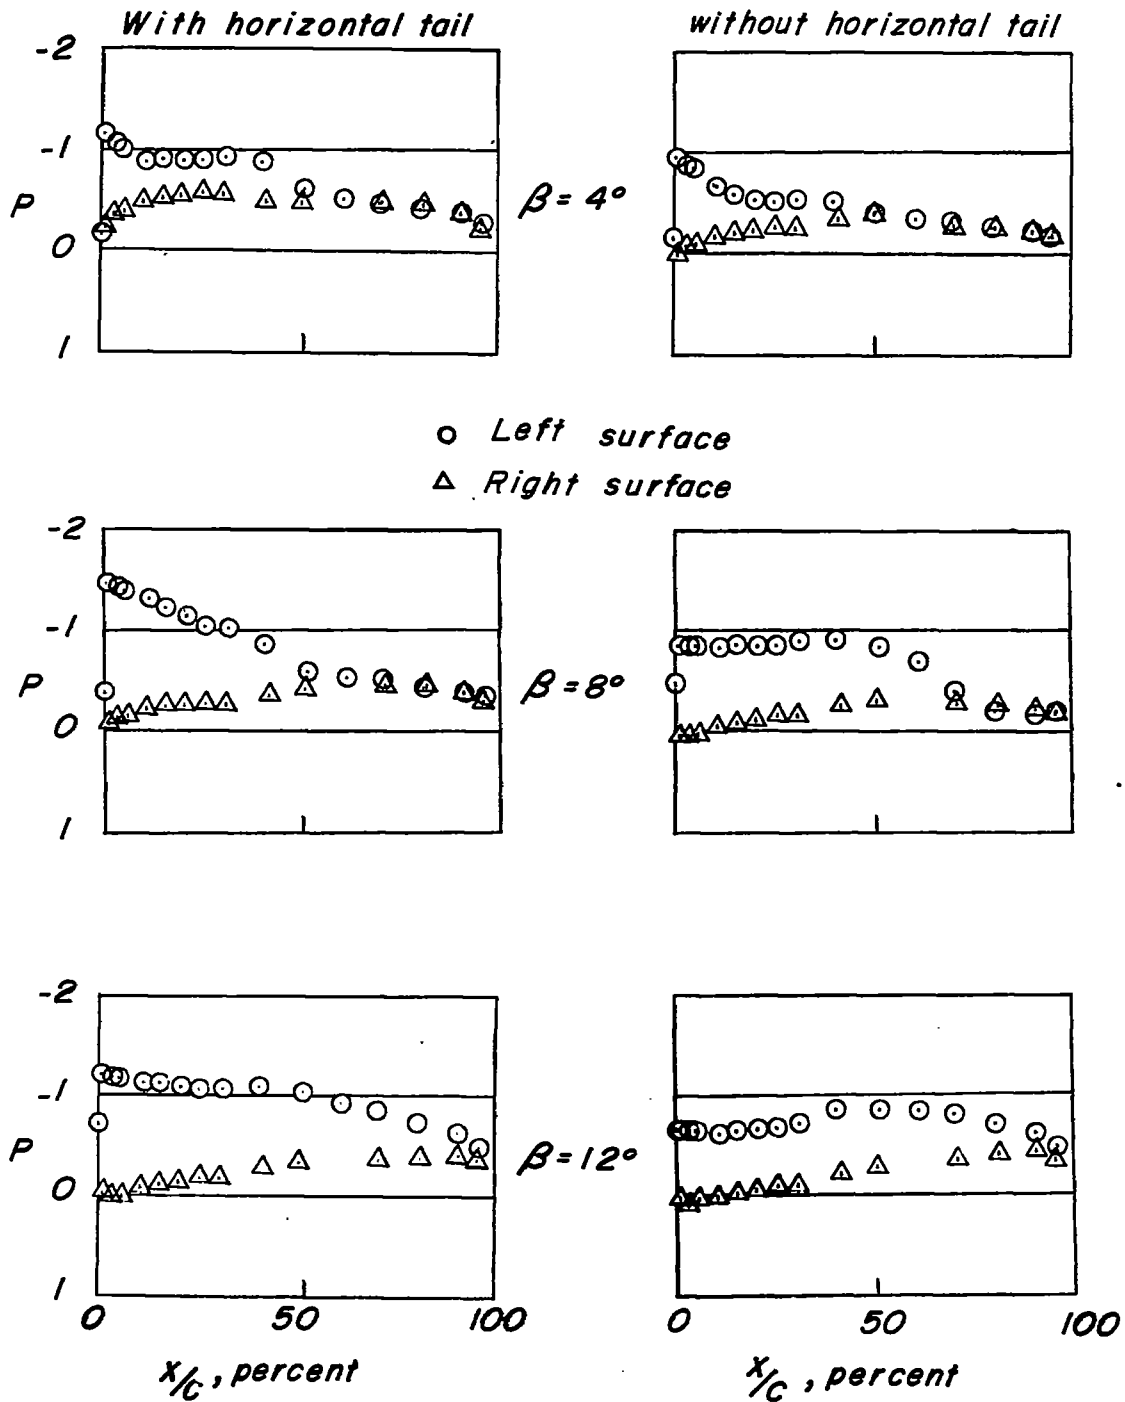 With horizontal tail
without horizontal tail
-2
-1
P
0
1
β = 4°
Left surface
Right surface
-2
-1
P
0
1
β = 8°
-2
-1
P
0
1
β = 12°
0
50
100
0
50
100
x/c, percent
x/c, percent